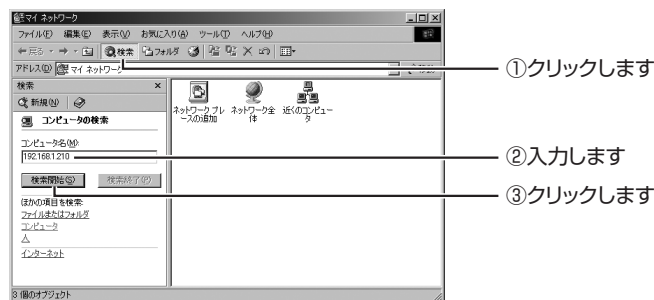 マイ ネットワーク
ファイル(F) 編集(E) 表示(V) お気に入り(A) ツール(T) ヘルプ(H)
戻る 検索 フォルダ
アドレス(D) マイ ネットワーク
①クリックします
検索
新規(N)
コンピュータの検索
ネットワーク プレースの追加 ネットワーク全体 近くのコンピュータ
コンピュータ名(M):
192.168.1.210
②入力します
検索開始(S) 検索終了(P)
③クリックします
ほかの項目を検索:
ファイルまたはフォルダ
コンピュータ
人
インターネット
3 個のオブジェクト